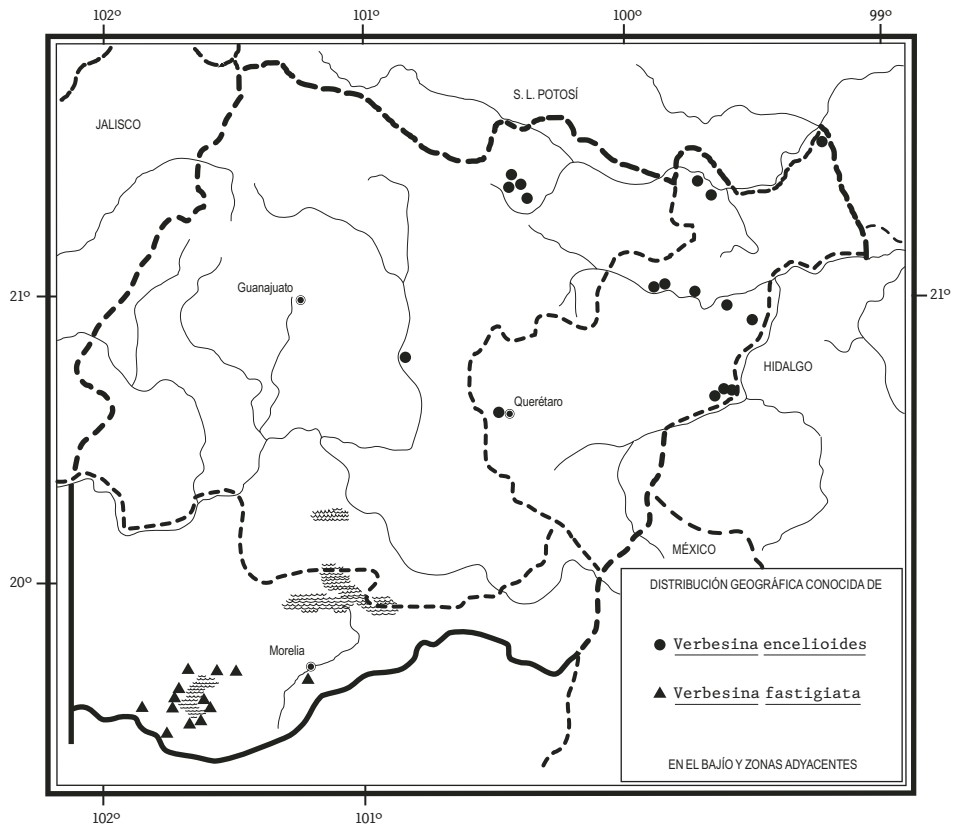 102º 101º 100º 99º
S. L. POTOSÍ
JALISCO
Guanajuato
21º 21º
HIDALGO
Querétaro
MÉXICO
20º
DISTRIBUCIÓN GEOGRÁFICA CONOCIDA DE
Verbesina encelioides
Morelia
Verbesina fastigiata
EN EL BAJÍO Y ZONAS ADYACENTES
102º 101º